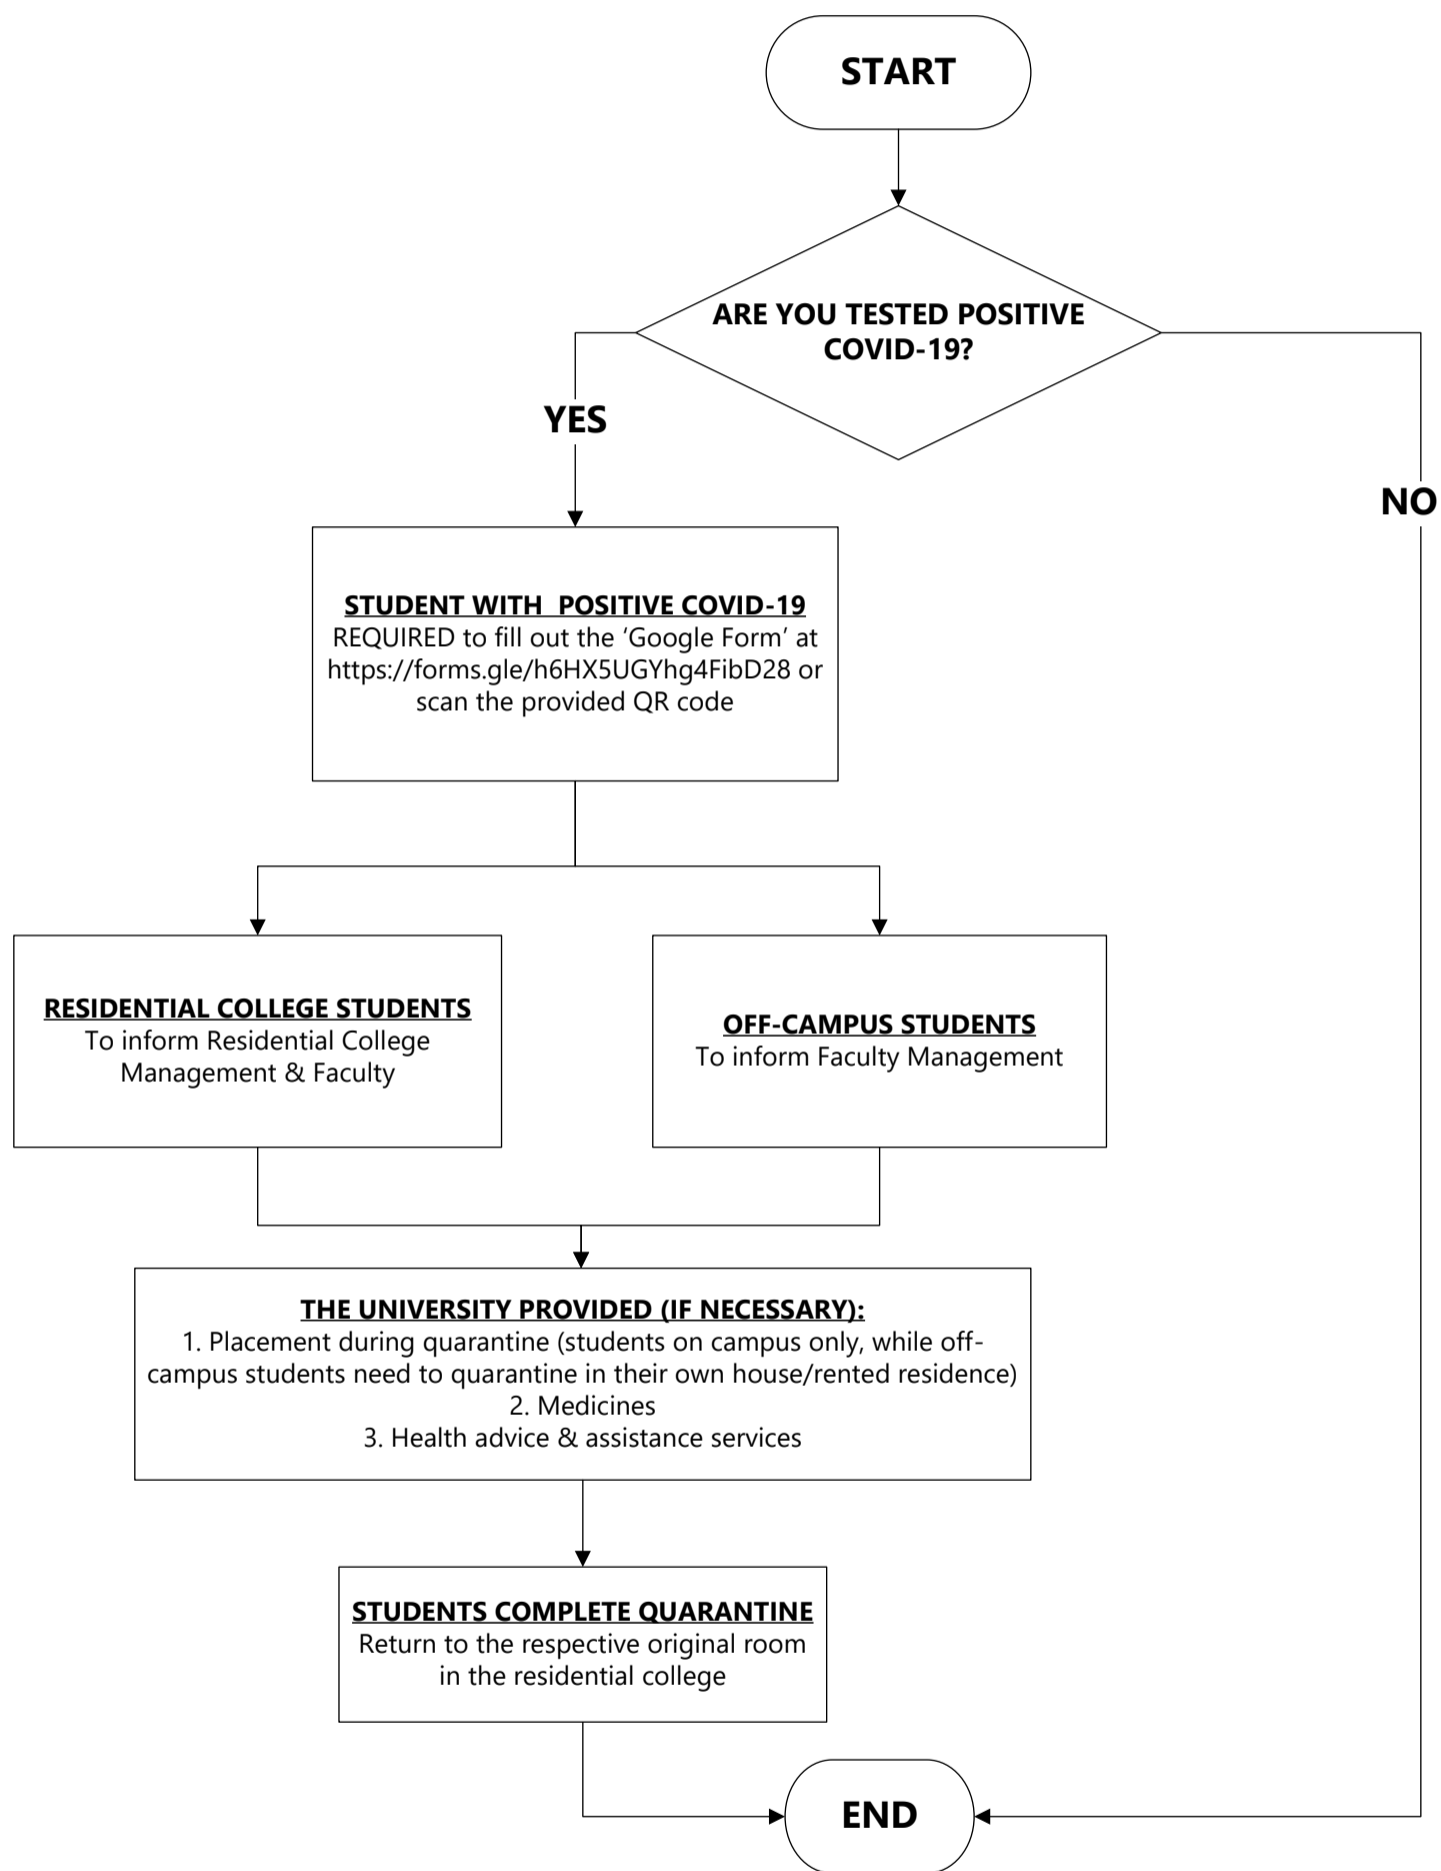 START
ARE YOU TESTED POSITIVE
COVID-19?
YES
NO
STUDENT WITH  POSITIVE COVID-19
REQUIRED to fill out the ‘Google Form’ at
https://forms.gle/h6HX5UGYhg4FibD28 or
scan the provided QR code
RESIDENTIAL COLLEGE STUDENTS
To inform Residential College
Management & Faculty
OFF-CAMPUS STUDENTS
To inform Faculty Management
THE UNIVERSITY PROVIDED (IF NECESSARY):
1. Placement during quarantine (students on campus only, while off-
campus students need to quarantine in their own house/rented residence)
2. Medicines
3. Health advice & assistance services
STUDENTS COMPLETE QUARANTINE
Return to the respective original room
in the residential college
END